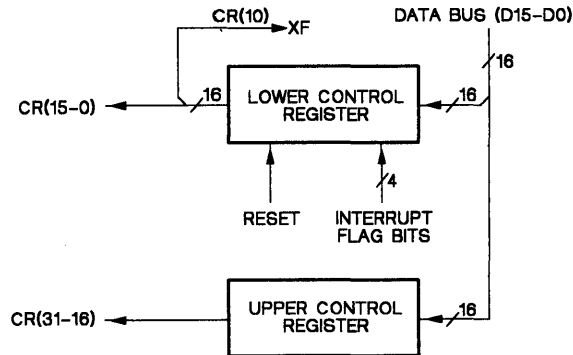 CR(10)
XF
DATA BUS (D15-D0)
16
CR(15-0)
16
LOWER CONTROL
REGISTER
16
4
RESET
INTERRUPT
FLAG BITS
CR(31-16)
UPPER CONTROL
REGISTER
16